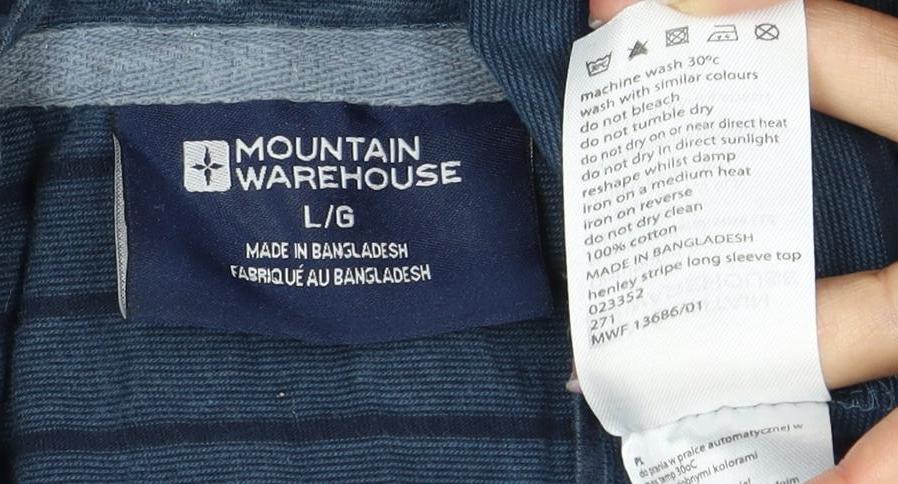 MOUNTAIN
WAREHOUSE
L/G
MADE IN BANGLADESH
FABRIQUÉ AU BANGLADESH
machine wash 30ºc
wash with similar colours
do not bleach
do not tumble dry
do not dry on or near direct heat
do not dry in direct sunlight
reshape whilst damp
iron on a medium heat
iron on reverse
do not dry clean
100% cotton
MADE IN BANGLADESH
henley stripe long sleeve top
023352
271
MWF 13686/01
PL
do prania w pralce automatycznej w
temp 30oC
kolorami